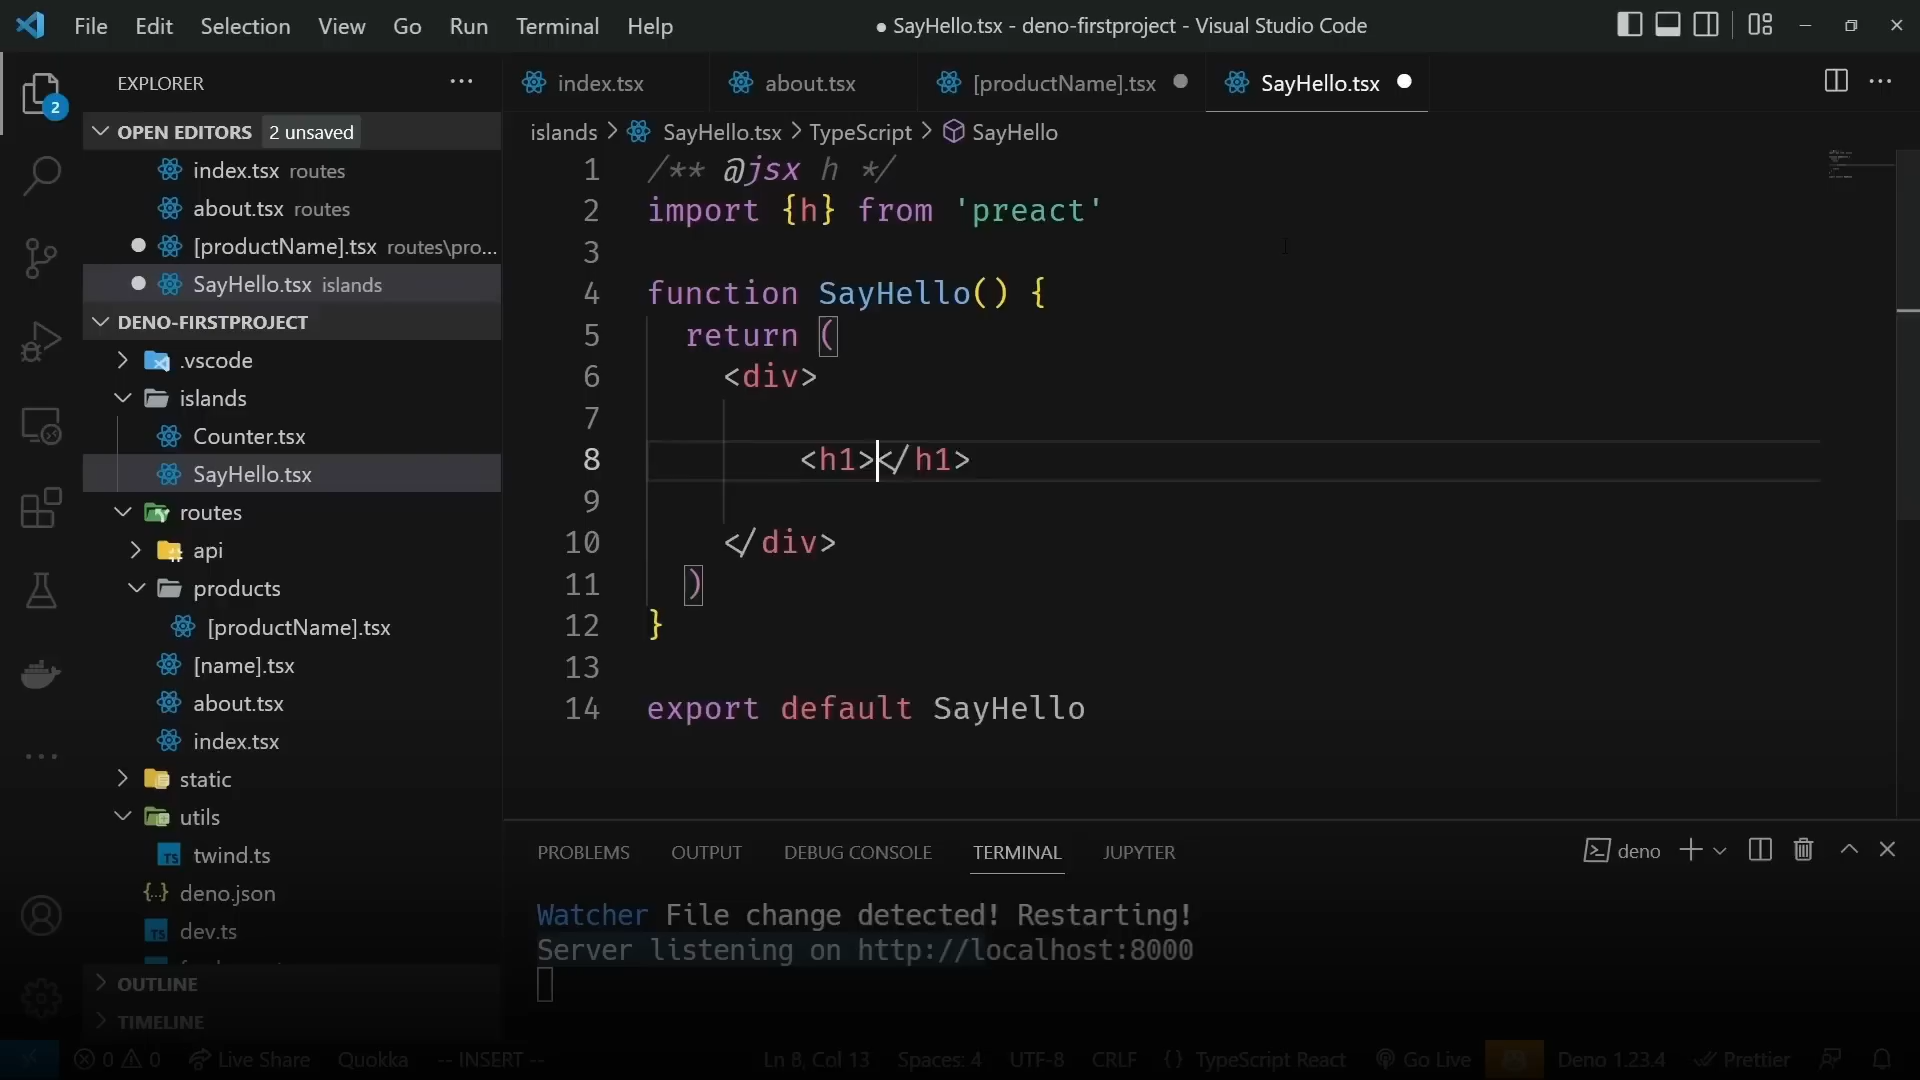 File Edit Selection View Go Run Terminal Help
● SayHello.tsx - deno-firstproject - Visual Studio Code
2
EXPLORER
OPEN EDITORS 2 unsaved
index.tsx routes
about.tsx routes
[productName].tsx routes\pro...
SayHello.tsx islands
DENO-FIRSTPROJECT
.vscode
islands
Counter.tsx
SayHello.tsx
routes
api
products
[productName].tsx
[name].tsx
about.tsx
index.tsx
static
utils
twind.ts
deno.json
dev.ts
OUTLINE
TIMELINE
index.tsx about.tsx [productName].tsx SayHello.tsx
islands > SayHello.tsx > TypeScript > SayHello
1 /** @jsx h */
2 import {h} from 'preact'
3
4 function SayHello() {
5 return (
6 <div>
7
8 <h1></h1>
9
10 </div>
11 )
12 }
13
14 export default SayHello
PROBLEMS OUTPUT DEBUG CONSOLE TERMINAL JUPYTER
deno
Watcher File change detected! Restarting!
Server listening on http://localhost:8000
0 0 Live Share Quokka -- INSERT -- Ln 8, Col 13 Spaces: 4 UTF-8 CRLF {} TypeScript React Go Live Deno 1.23.4 Prettier